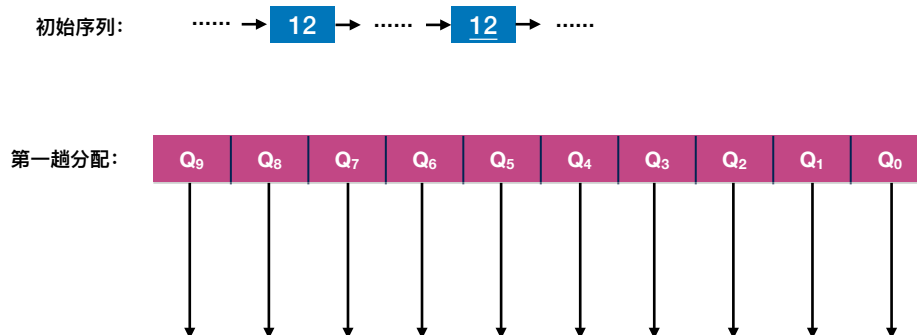 初始序列： ...... 12 ...... 12 ......
第一趟分配： Q₉ Q₈ Q₇ Q₆ Q₅ Q₄ Q₃ Q₂ Q₁ Q₀